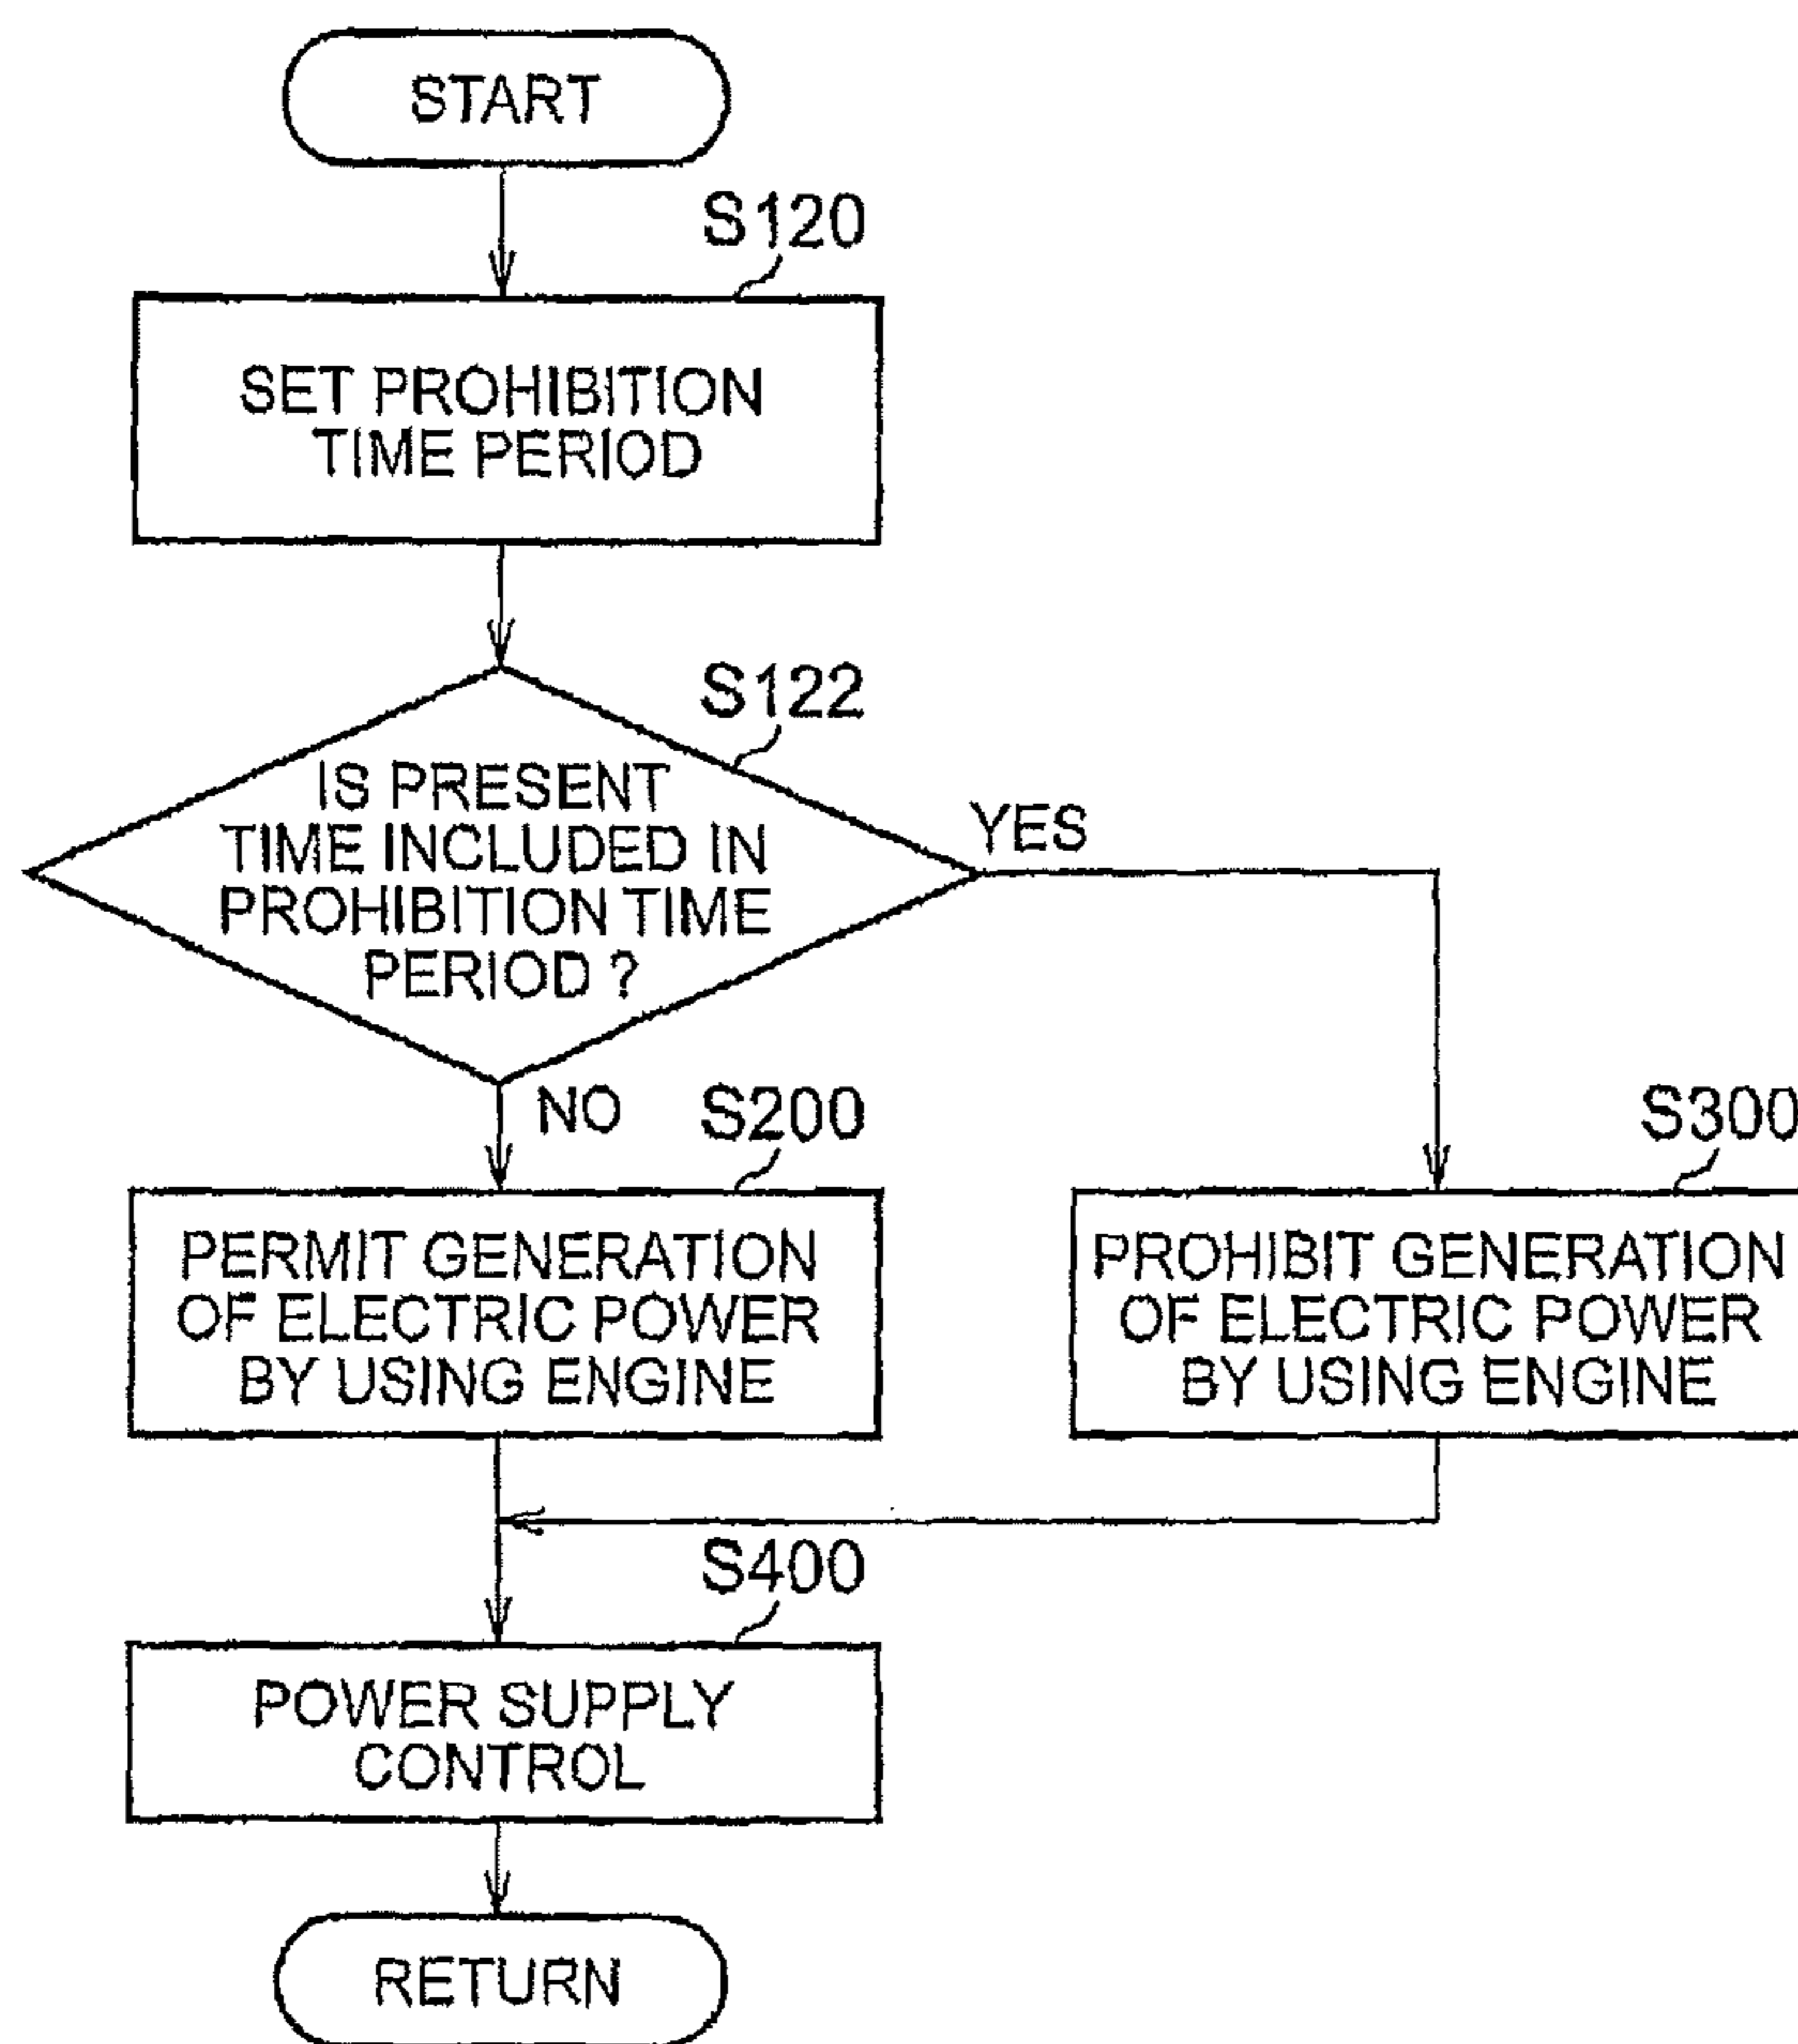 START
S120
SET PROHIBITION
TIME PERIOD
S122
IS PRESENT
TIME INCLUDED IN
PROHIBITION TIME
PERIOD ?
YES
NO
S200
S300
PERMIT GENERATION
OF ELECTRIC POWER
BY USING ENGINE
PROHIBIT GENERATION
OF ELECTRIC POWER
BY USING ENGINE
S400
POWER SUPPLY
CONTROL
RETURN